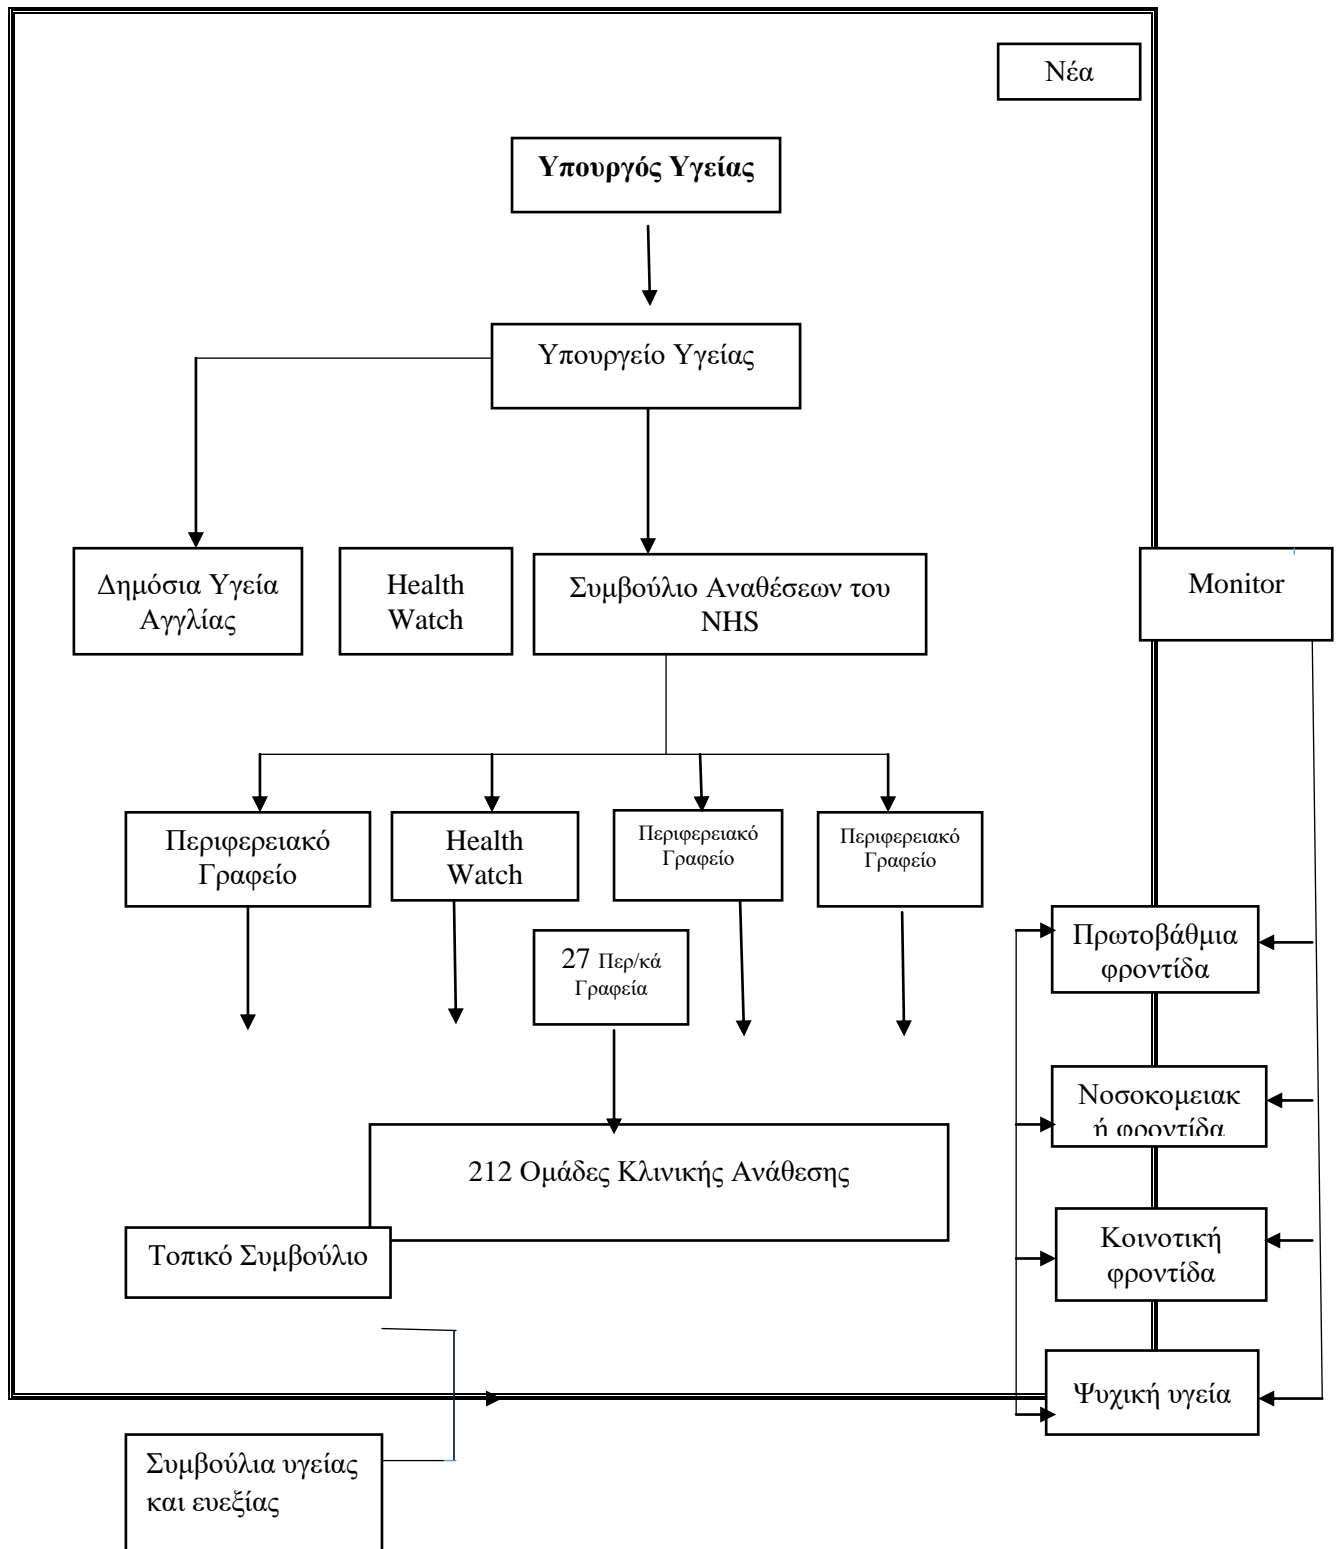 Νέα
Υπουργός Υγείας
Υπουργείο Υγείας
Δημόσια Υγεία
Αγγλίας
Health
Watch
Συμβούλιο Αναθέσεων του
NHS
Monitor
Περιφερειακό
Γραφείο
Health
Watch
Περιφερειακό
Γραφείο
Περιφερειακό
Γραφείο
27 Περ/κά
Γραφεία
Πρωτοβάθμια
φροντίδα
Νοσοκομειακ
ή φροντίδα
212 Ομάδες Κλινικής Ανάθεσης
Τοπικό Συμβούλιο
Κοινοτική
φροντίδα
Ψυχική υγεία
Συμβούλια υγείας
και ευεξίας